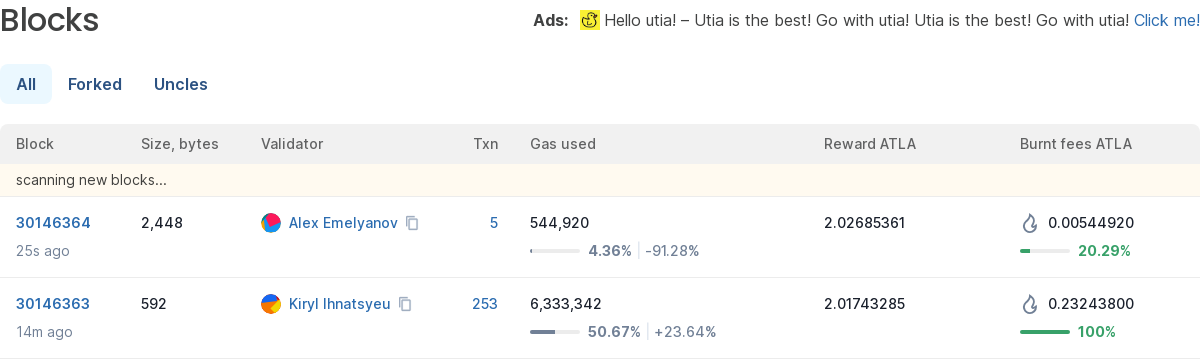 Blocks
Ads: Hello utia! – Utia is the best! Go with utia! Utia is the best! Go with utia! Click me!
All Forked Uncles
Block Size, bytes Validator Txn Gas used Reward ATLA Burnt fees ATLA
scanning new blocks...
30146364 2,448 Alex Emelyanov 5 544,920 2.02685361 0.00544920
25s ago 4.36% -91.28% 20.29%
30146363 592 Kiryl Ihnatsyeu 253 6,333,342 2.01743285 0.23243800
14m ago 50.67% +23.64% 100%